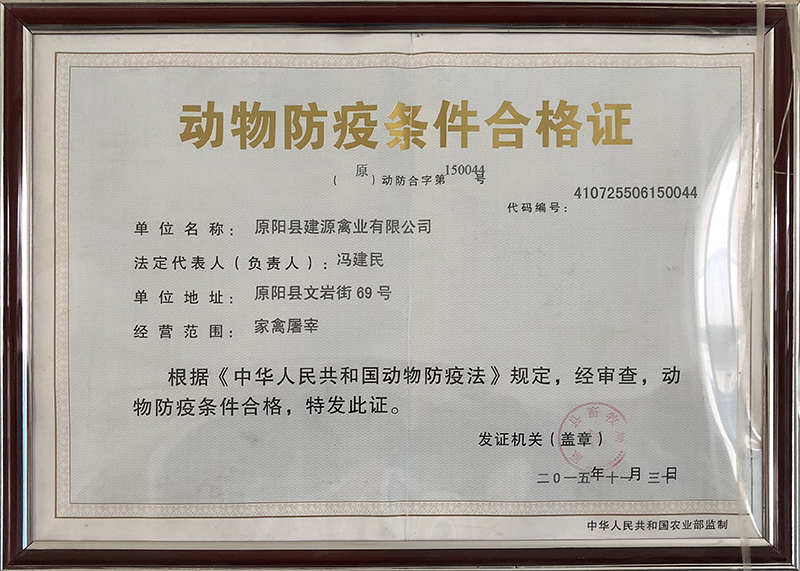 动物防疫条件合格证
（原）动防合字第150044号
代码编号：410725506150044
单位名称：原阳县建源禽业有限公司
法定代表人（负责人）：冯建民
单位地址：原阳县文岩街69号
经营范围：家禽屠宰
根据《中华人民共和国动物防疫法》规定，经审查，动
物防疫条件合格，特发此证。
发证机关（盖章）
二〇一五年十一月三十日
中华人民共和国农业部监制